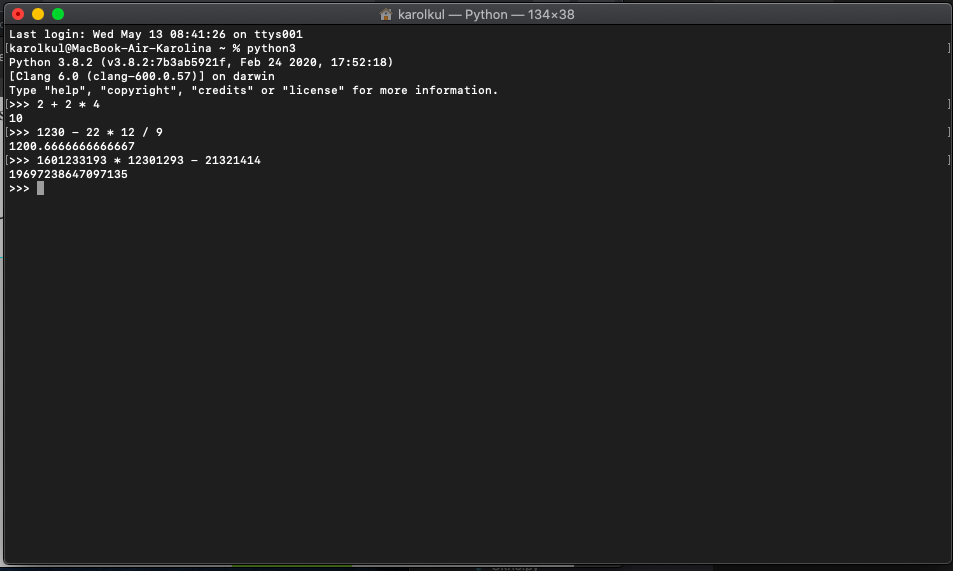 karolkul — Python — 134×38
Last login: Wed May 13 08:41:26 on ttys001
[karolkul@MacBook-Air-Karolina ~ % python3 ]
Python 3.8.2 (v3.8.2:7b3ab5921f, Feb 24 2020, 17:52:18)
[Clang 6.0 (clang-600.0.57)] on darwin
Type "help", "copyright", "credits" or "license" for more information.
[>>> 2 + 2 * 4 ]
10
[>>> 1230 - 22 * 12 / 9 ]
1200.6666666666667
[>>> 1601233193 * 12301293 - 21321414 ]
19697238647097135
>>>